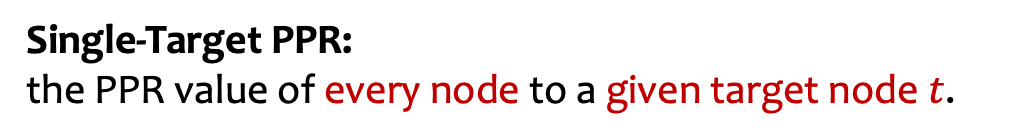 Single-Target PPR:
the PPR value of every node to a given target node t.